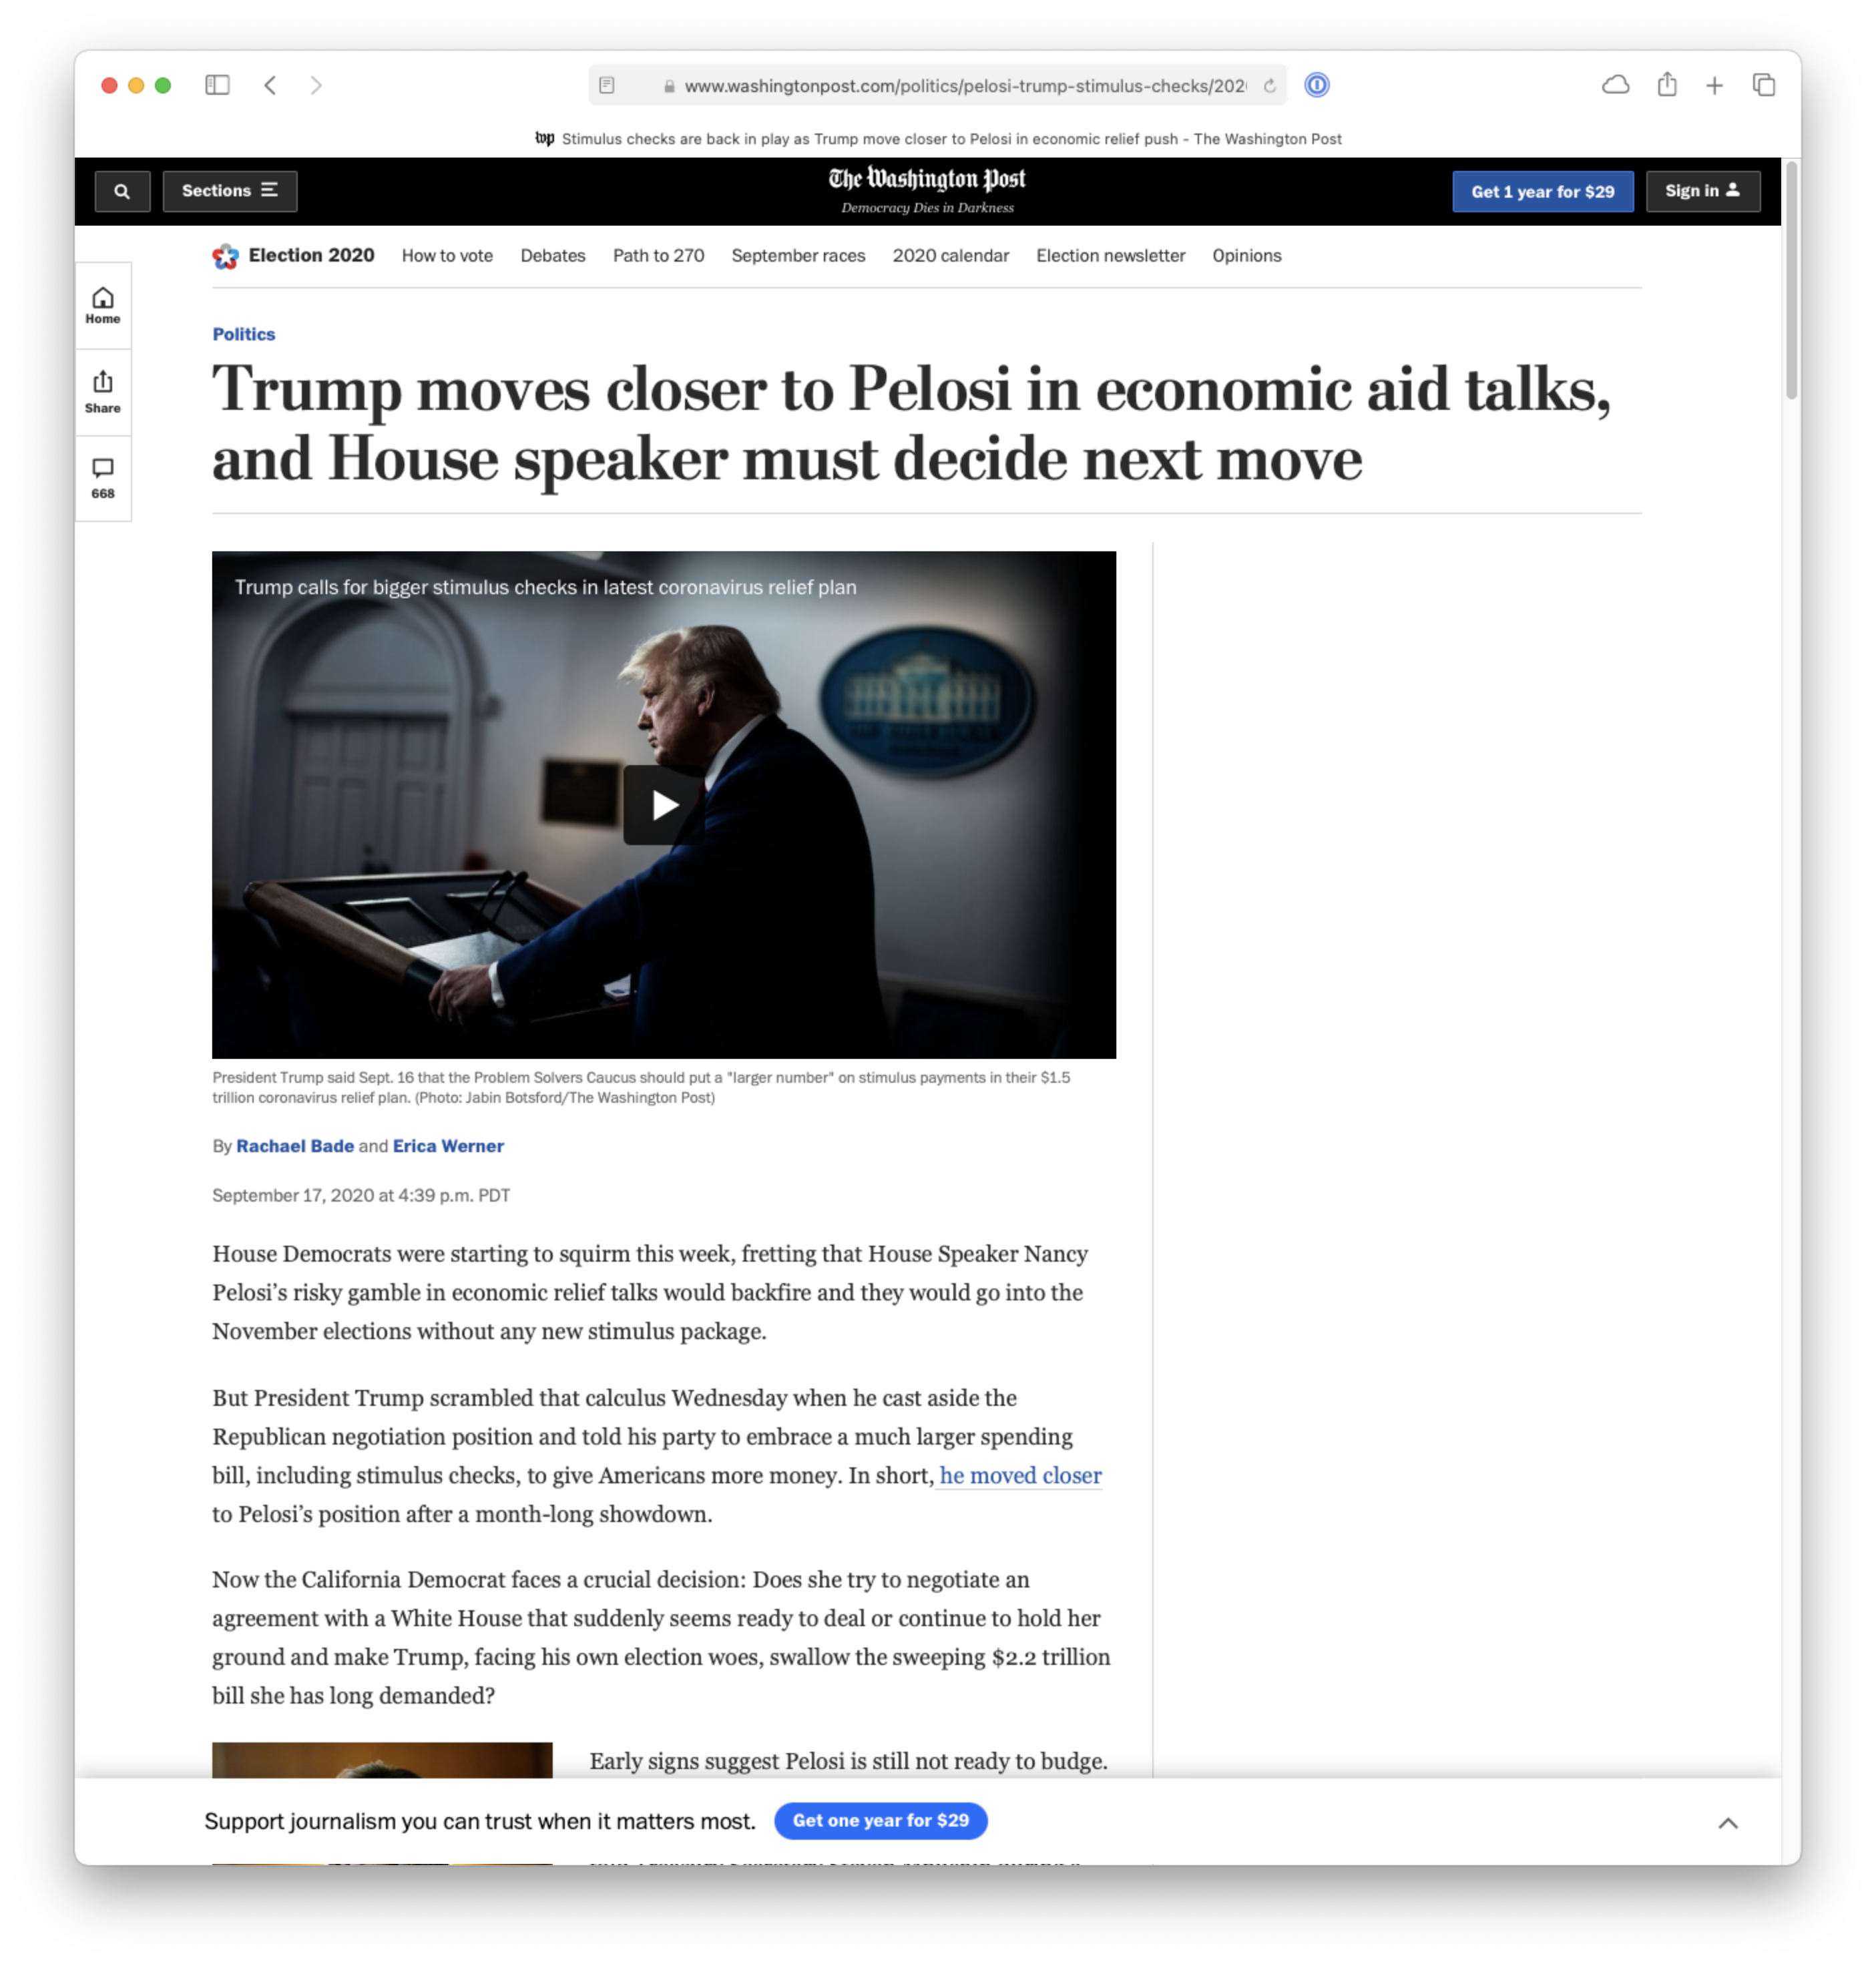 www.washingtonpost.com/politics/pelosi-trump-stimulus-checks/202
wp Stimulus checks are back in play as Trump move closer to Pelosi in economic relief push - The Washington Post
Sections
The Washington Post
Democracy Dies in Darkness
Get 1 year for $29
Sign in
Election 2020 How to vote Debates Path to 270 September races 2020 calendar Election newsletter Opinions
Home
Share
668
Politics
Trump moves closer to Pelosi in economic aid talks,
and House speaker must decide next move
Trump calls for bigger stimulus checks in latest coronavirus relief plan
President Trump said Sept. 16 that the Problem Solvers Caucus should put a "larger number" on stimulus payments in their $1.5
trillion coronavirus relief plan. (Photo: Jabin Botsford/The Washington Post)
By Rachael Bade and Erica Werner
September 17, 2020 at 4:39 p.m. PDT
House Democrats were starting to squirm this week, fretting that House Speaker Nancy
Pelosi’s risky gamble in economic relief talks would backfire and they would go into the
November elections without any new stimulus package.
But President Trump scrambled that calculus Wednesday when he cast aside the
Republican negotiation position and told his party to embrace a much larger spending
bill, including stimulus checks, to give Americans more money. In short, he moved closer
to Pelosi’s position after a month-long showdown.
Now the California Democrat faces a crucial decision: Does she try to negotiate an
agreement with a White House that suddenly seems ready to deal or continue to hold her
ground and make Trump, facing his own election woes, swallow the sweeping $2.2 trillion
bill she has long demanded?
Early signs suggest Pelosi is still not ready to budge.
Support journalism you can trust when it matters most.
Get one year for $29